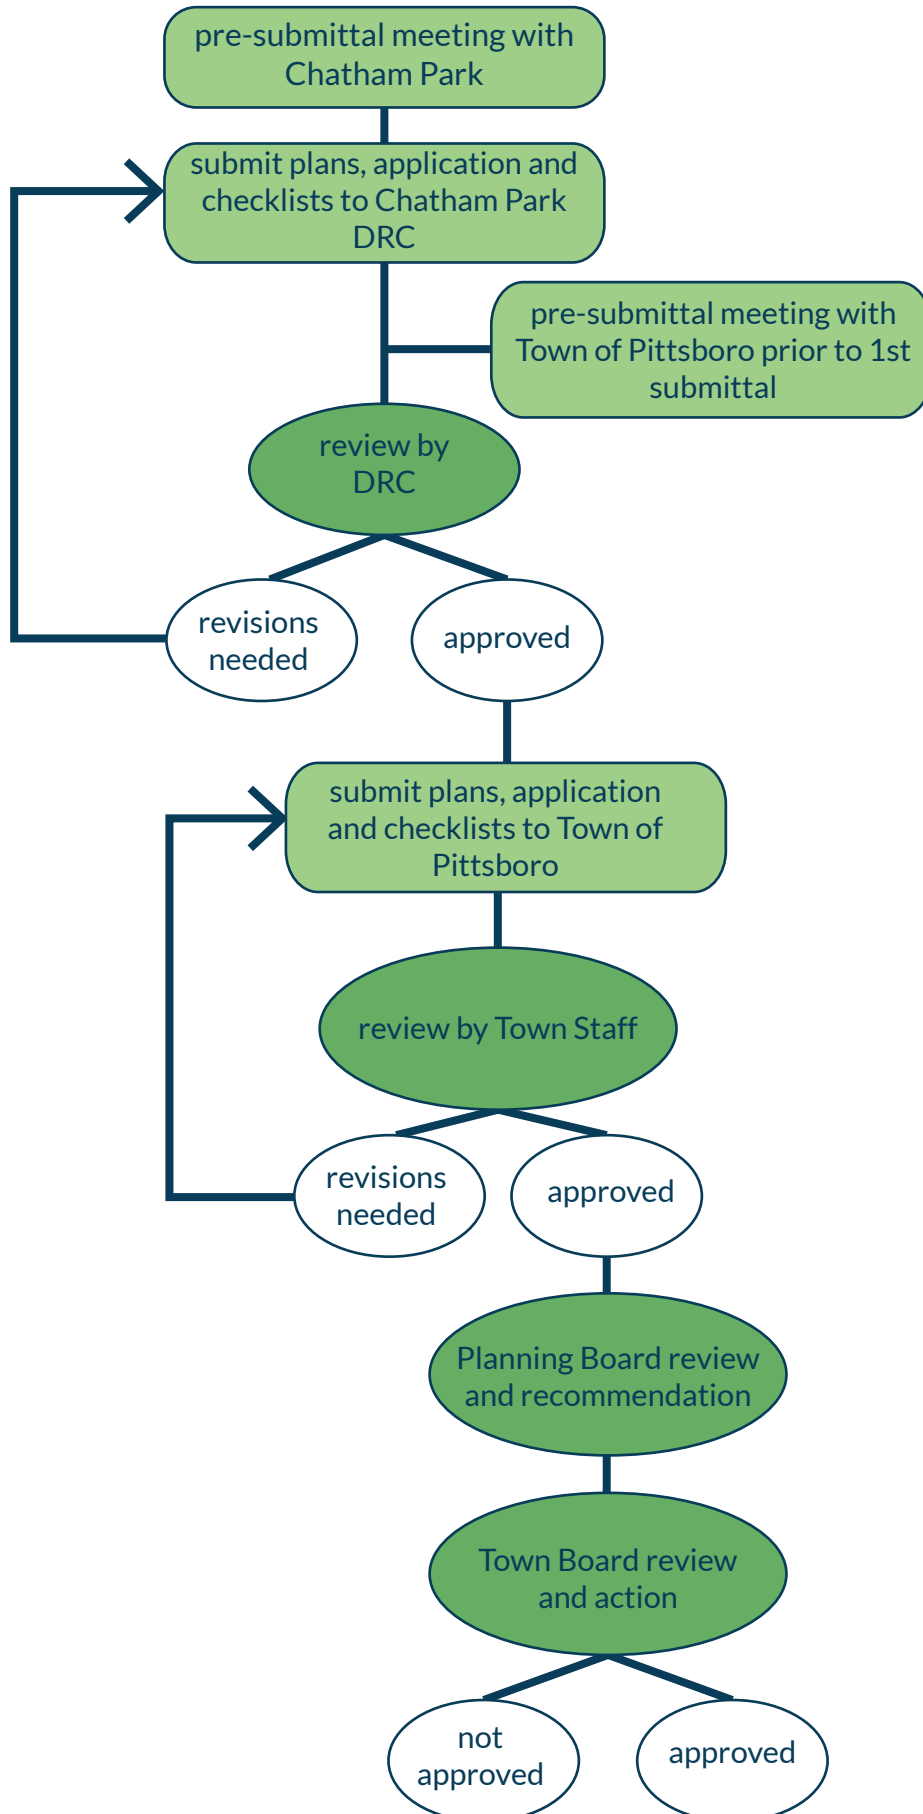 pre-submittal meeting with
Chatham Park
submit plans, application and
checklists to Chatham Park
DRC
pre-submittal meeting with
Town of Pittsboro prior to 1st
submittal
review by
DRC
revisions
needed
approved
submit plans, application
and checklists to Town of
Pittsboro
review by Town Staff
revisions
needed
approved
Planning Board review
and recommendation
Town Board review
and action
not
approved
approved